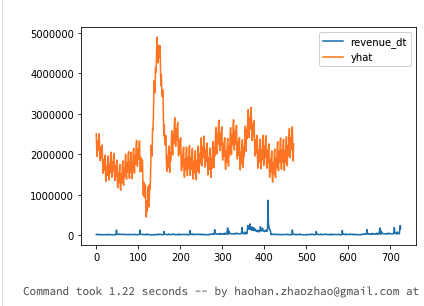 5000000
4000000
3000000
2000000
1000000
0
revenue_dt
yhat
0 100 200 300 400 500 600 700
Command took 1.22 seconds -- by haohan.zhaozhao@gmail.com at